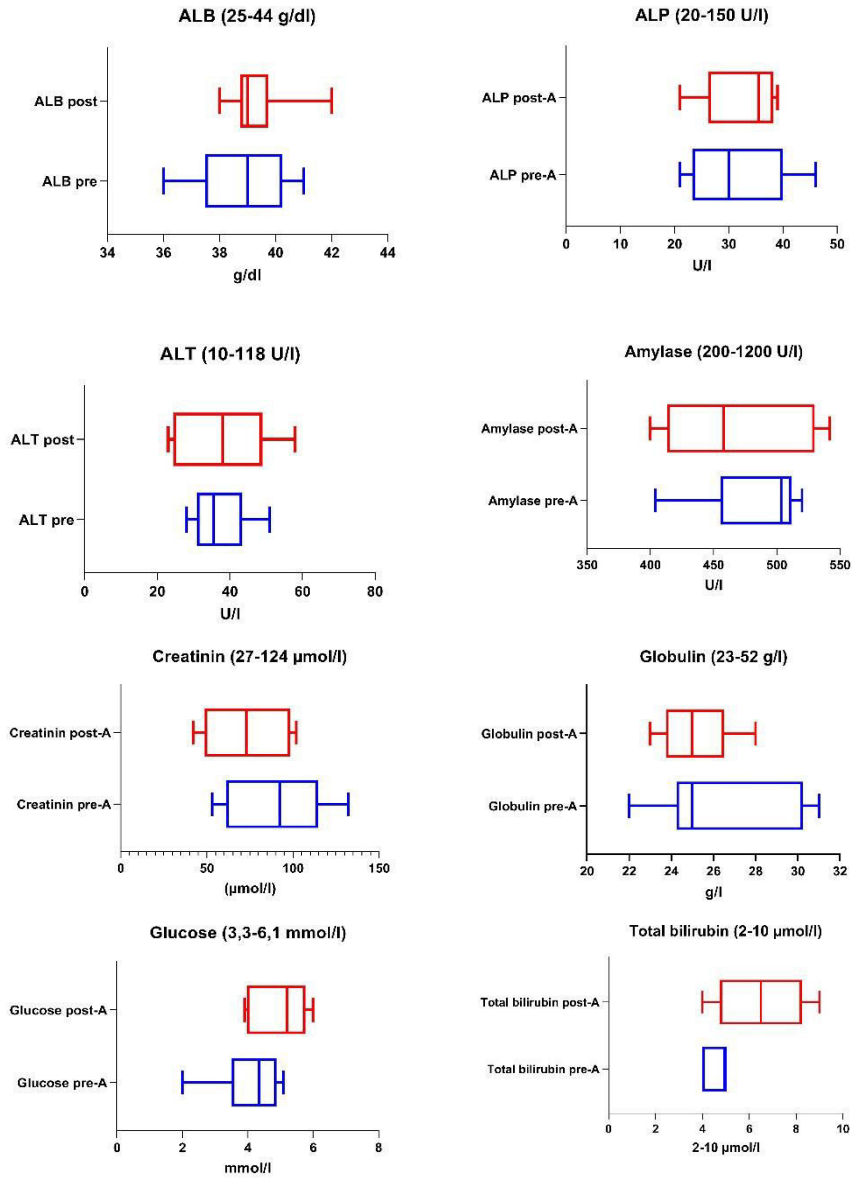 ALB (25-44 g/dl)
ALB post
ALB pre
34 36 38 40 42 44
g/dl
ALP (20-150 U/l)
ALP post-A
ALP pre-A
0 10 20 30 40 50
U/l
ALT (10-118 U/l)
ALT post
ALT pre
0 20 40 60 80
U/l
Amylase (200-1200 U/l)
Amylase post-A
Amylase pre-A
350 400 450 500 550
U/l
Creatinin (27-124 µmol/l)
Creatinin post-A
Creatinin pre-A
0 50 100 150
(µmol/l)
Globulin (23-52 g/l)
Globulin post-A
Globulin pre-A
20 22 24 26 28 30 32
g/l
Glucose (3,3-6,1 mmol/l)
Glucose post-A
Glucose pre-A
0 2 4 6 8
mmol/l
Total bilirubin (2-10 µmol/l)
Total bilirubin post-A
Total bilirubin pre-A
0 2 4 6 8 10
2-10 µmol/l